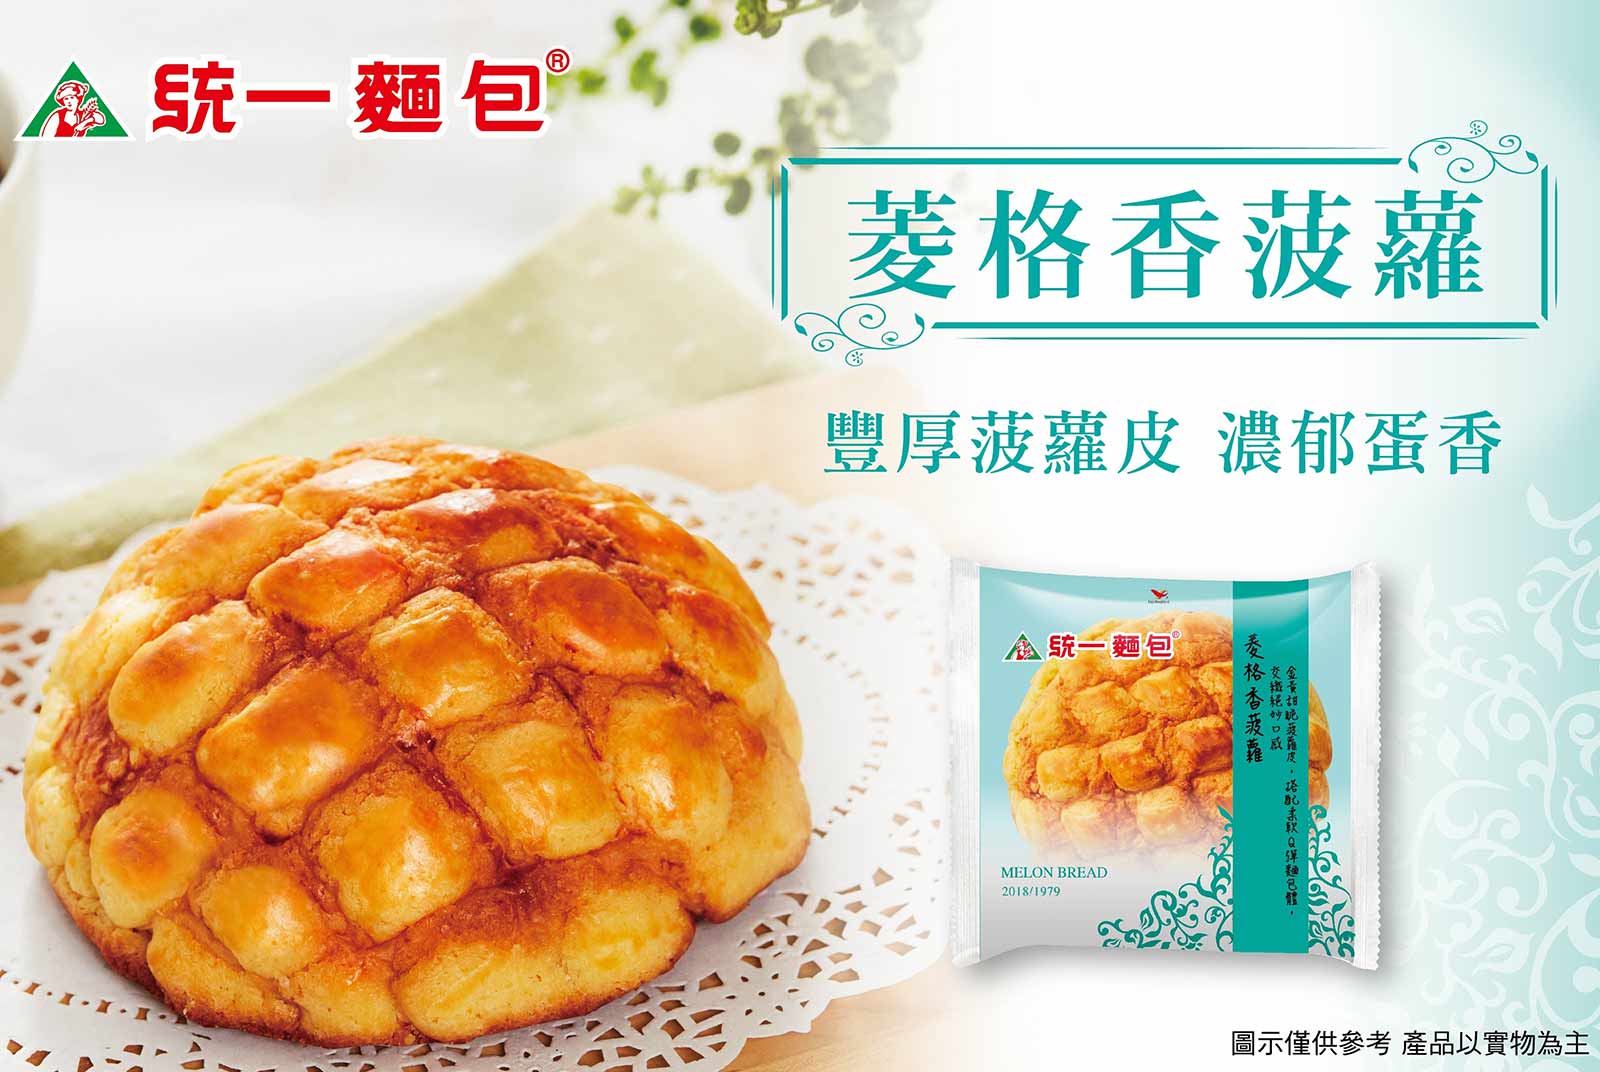 統一麵包®
菱格香菠蘿
豐厚菠蘿皮 濃郁蛋香
統一麵包®
菱格香菠蘿
金黃甜脆菠蘿皮，搭配柔軟Q彈麵包體，
交織絕妙口感
MELON BREAD
2018/1979
圖示僅供參考 產品以實物為主